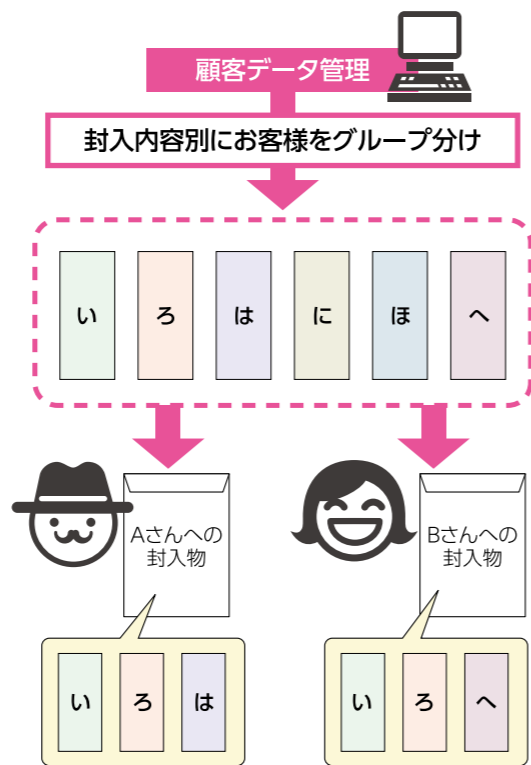 顧客データ管理
封入内容別にお客様をグループ分け
い ろ は に ほ へ
Aさんへの
封入物
Bさんへの
封入物
い ろ は
い ろ へ